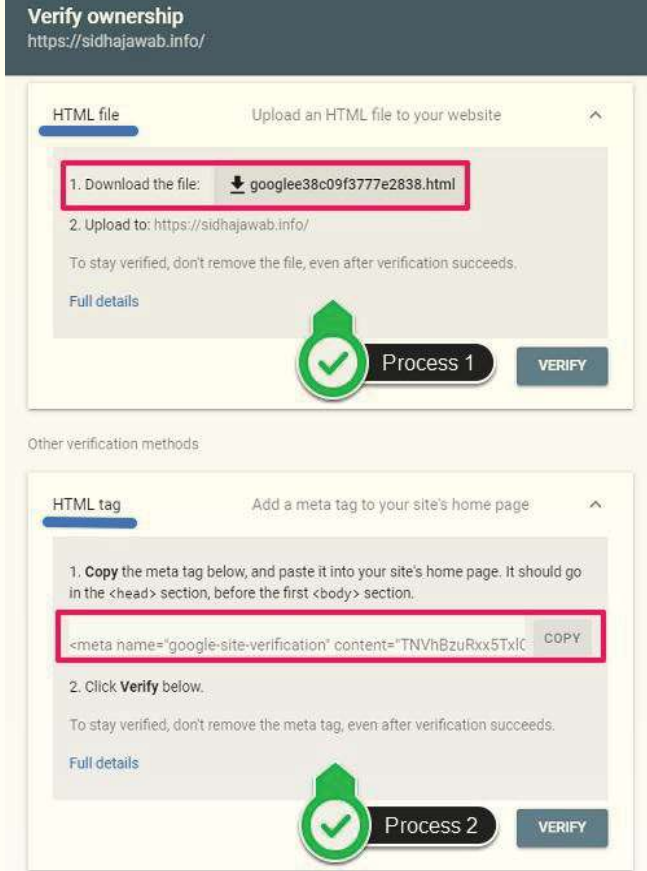 Verify ownership
https://sidhajawab.info/
HTML file Upload an HTML file to your website
1. Download the file: googlee38c09f3777e2838.html
2. Upload to: https://sidhajawab.info/
To stay verified, don't remove the file, even after verification succeeds.
Full details
Process 1 VERIFY
Other verification methods
HTML tag Add a meta tag to your site's home page
1. Copy the meta tag below, and paste it into your site's home page. It should go
in the <head> section, before the first <body> section.
<meta name="google-site-verification" content="TNVhBzuRxx5Txl COPY
2. Click Verify below.
To stay verified, don't remove the meta tag, even after verification succeeds.
Full details
Process 2 VERIFY